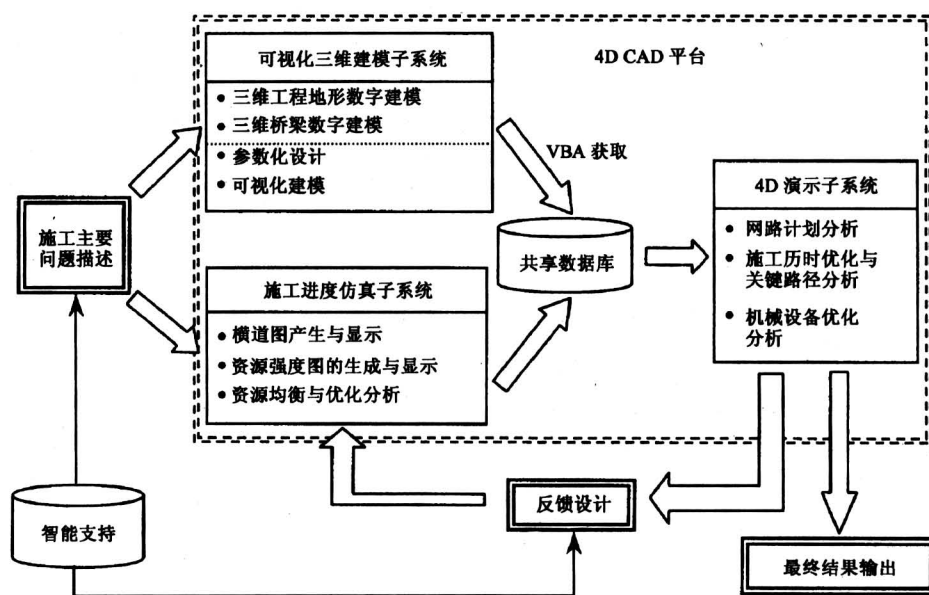 可视化三维建模子系统
● 三维工程地形数字建模
● 三维桥梁数字建模
● 参数化设计
● 可视化建模
4D CAD 平台
VBA 获取
施工主要
问题描述
共享数据库
4D 演示子系统
● 网路计划分析
● 施工历时优化与
关键路径分析
● 机械设备优化
分析
施工进度仿真子系统
● 横道图产生与显示
● 资源强度图的生成与显示
● 资源均衡与优化分析
智能支持
反馈设计
最终结果输出